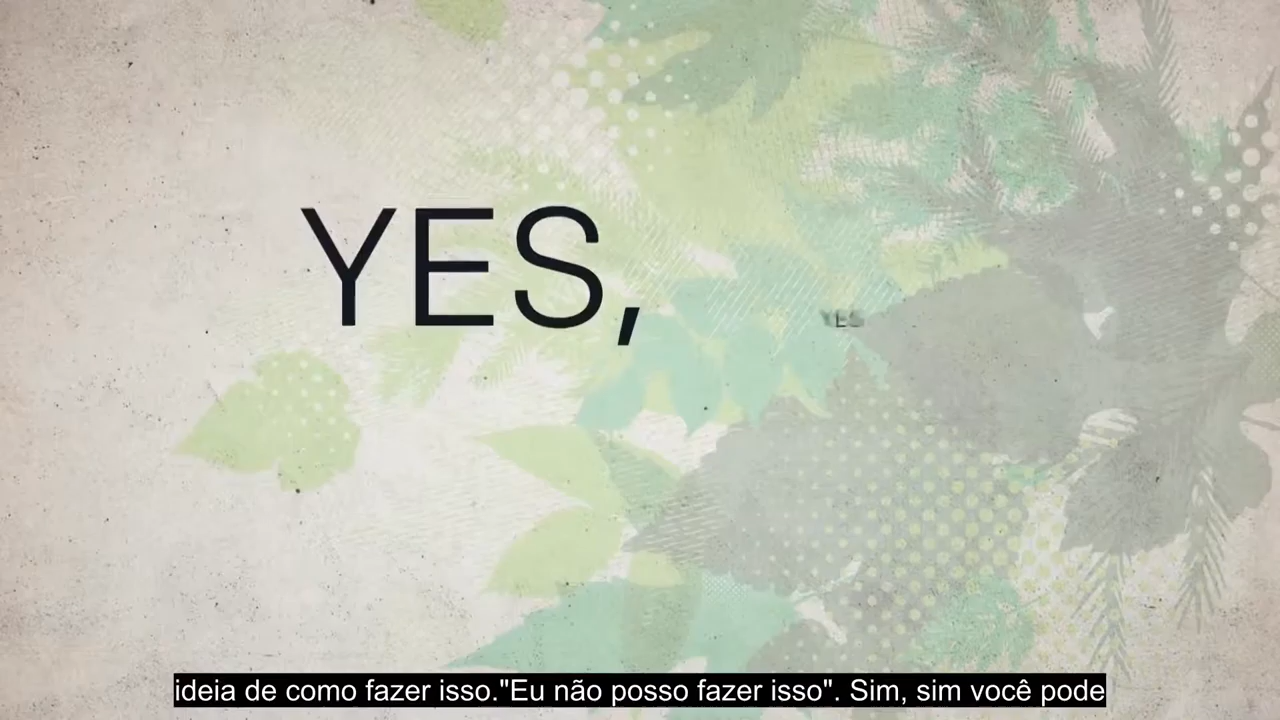 YES,
YES
ideia de como fazer isso."Eu não posso fazer isso". Sim, sim você pode